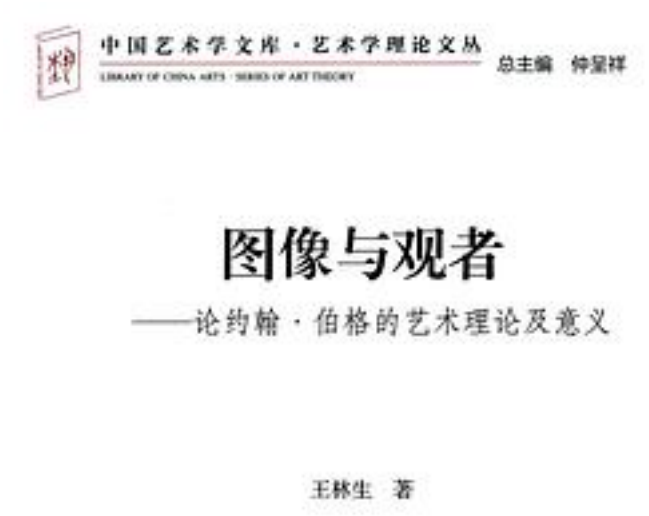 中国艺术学文库·艺术学理论文丛
LIBRARY OF CHINA ARTS · SERIES OF ART THEORY
总主编 仲呈祥
图像与观者
——论约翰·伯格的艺术理论及意义
王林生 著